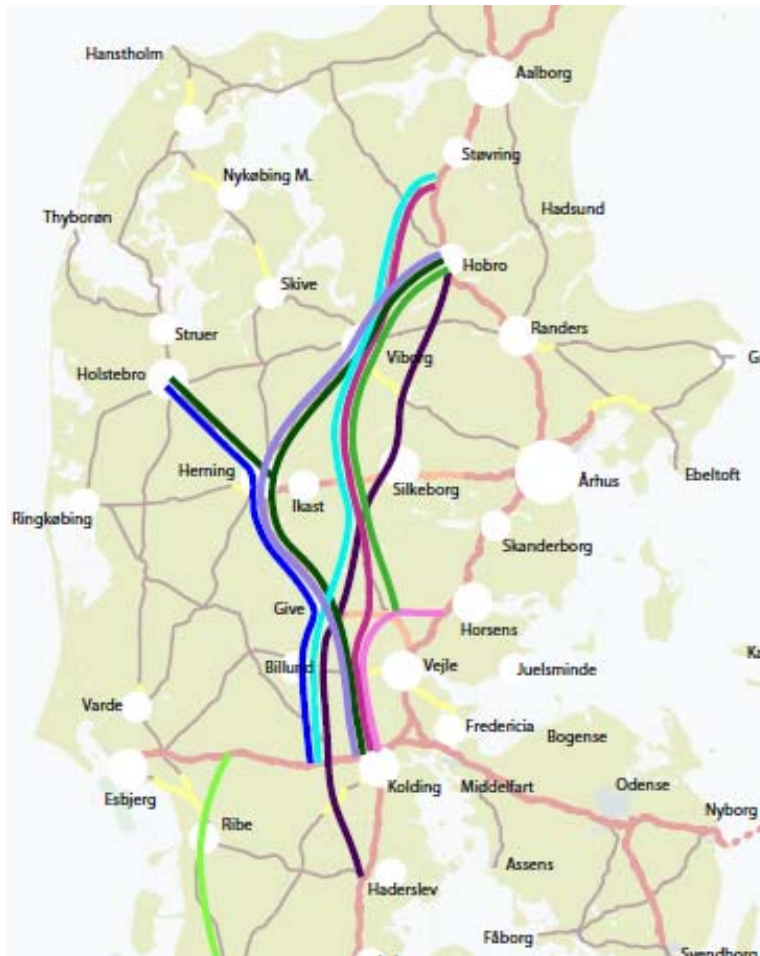 Hanstholm
Aalborg
Støvring
Nykøbing M.
Hadsund
Thyborøn
Hobro
Skive
Struer
Randers
Viborg
Holstebro
Herning
Silkeborg
Århus
Ebeltoft
Ikast
Ringkøbing
Skanderborg
Give
Horsens
Billund
Vejle
Juelsminde
Varde
Fredericia
Bogense
Kolding
Middelfart
Odense
Esbjerg
Nyborg
Ribe
Assens
Haderslev
Fåborg
Svendborg